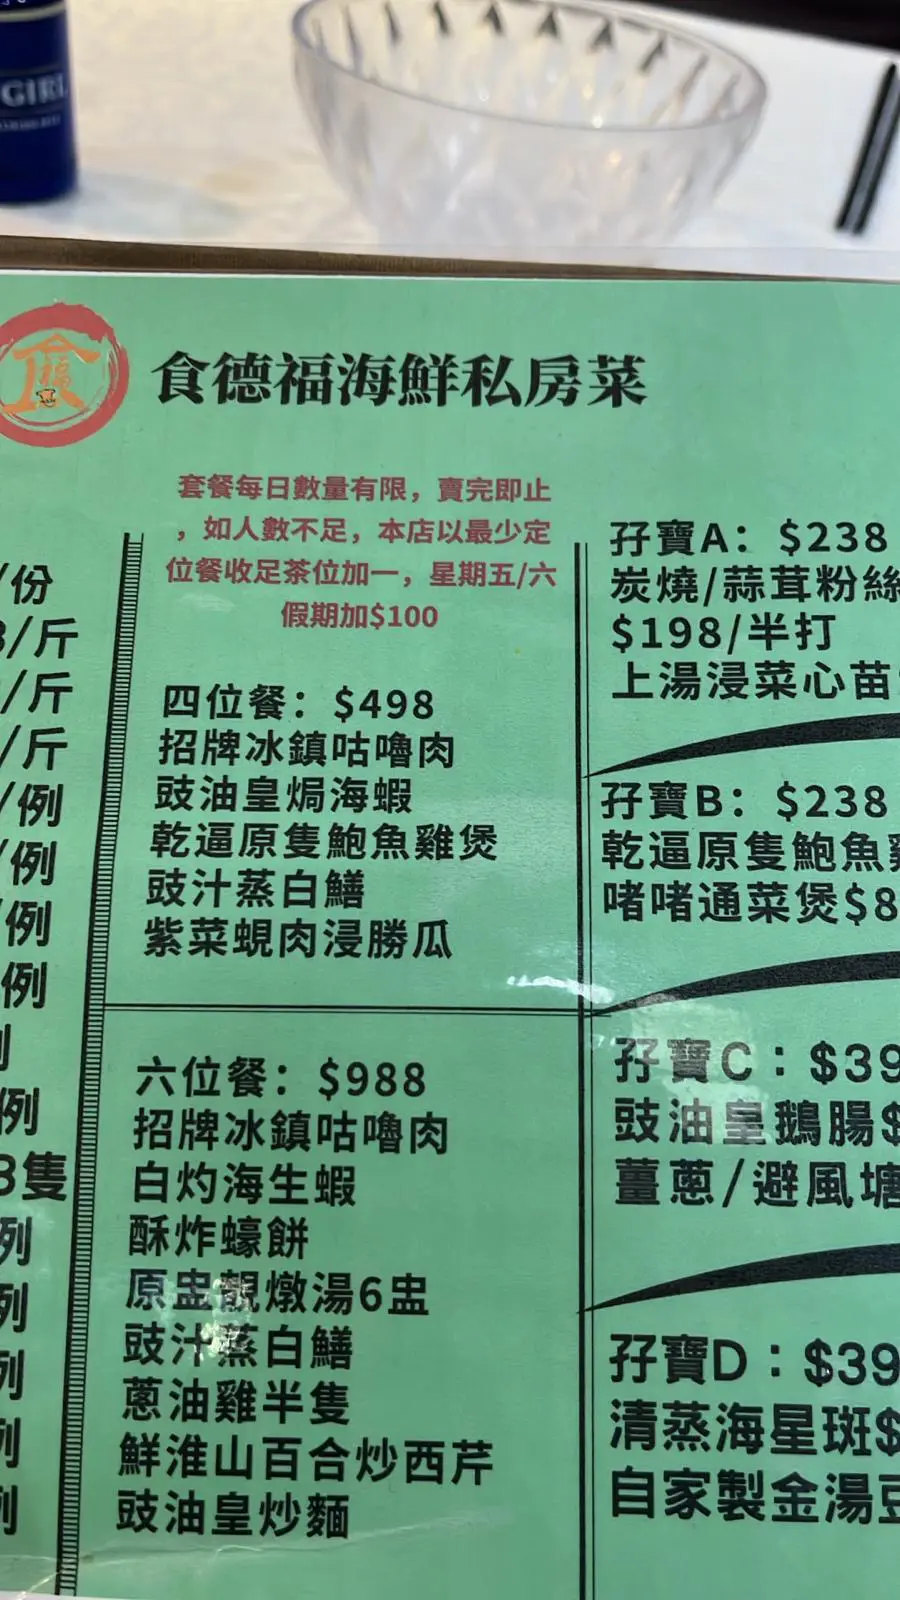 GIRL
食福
食德福海鮮私房菜
套餐每日數量有限，賣完即止
，如人數不足，本店以最少定
位餐收足茶位加一，星期五/六
假期加$100
/份
/斤
/斤
/斤
/例
/例
/例
例
例
3隻
例
例
例
例
例
四位餐：$498
招牌冰鎮咕嚕肉
豉油皇焗海蝦
乾逼原隻鮑魚雞煲
豉汁蒸白鱔
紫菜蜆肉浸勝瓜
六位餐：$988
招牌冰鎮咕嚕肉
白灼海生蝦
酥炸蠔餅
原盅靚燉湯6盅
豉汁蒸白鱔
蔥油雞半隻
鮮淮山百合炒西芹
豉油皇炒麵
孖寶A：$238
炭燒/蒜茸粉絲
$198/半打
上湯浸菜心苗
孖寶B：$238
乾逼原隻鮑魚雞
啫啫通菜煲$8
孖寶C：$39
豉油皇鵝腸$
薑蔥/避風塘
孖寶D：$39
清蒸海星斑$
自家製金湯豆